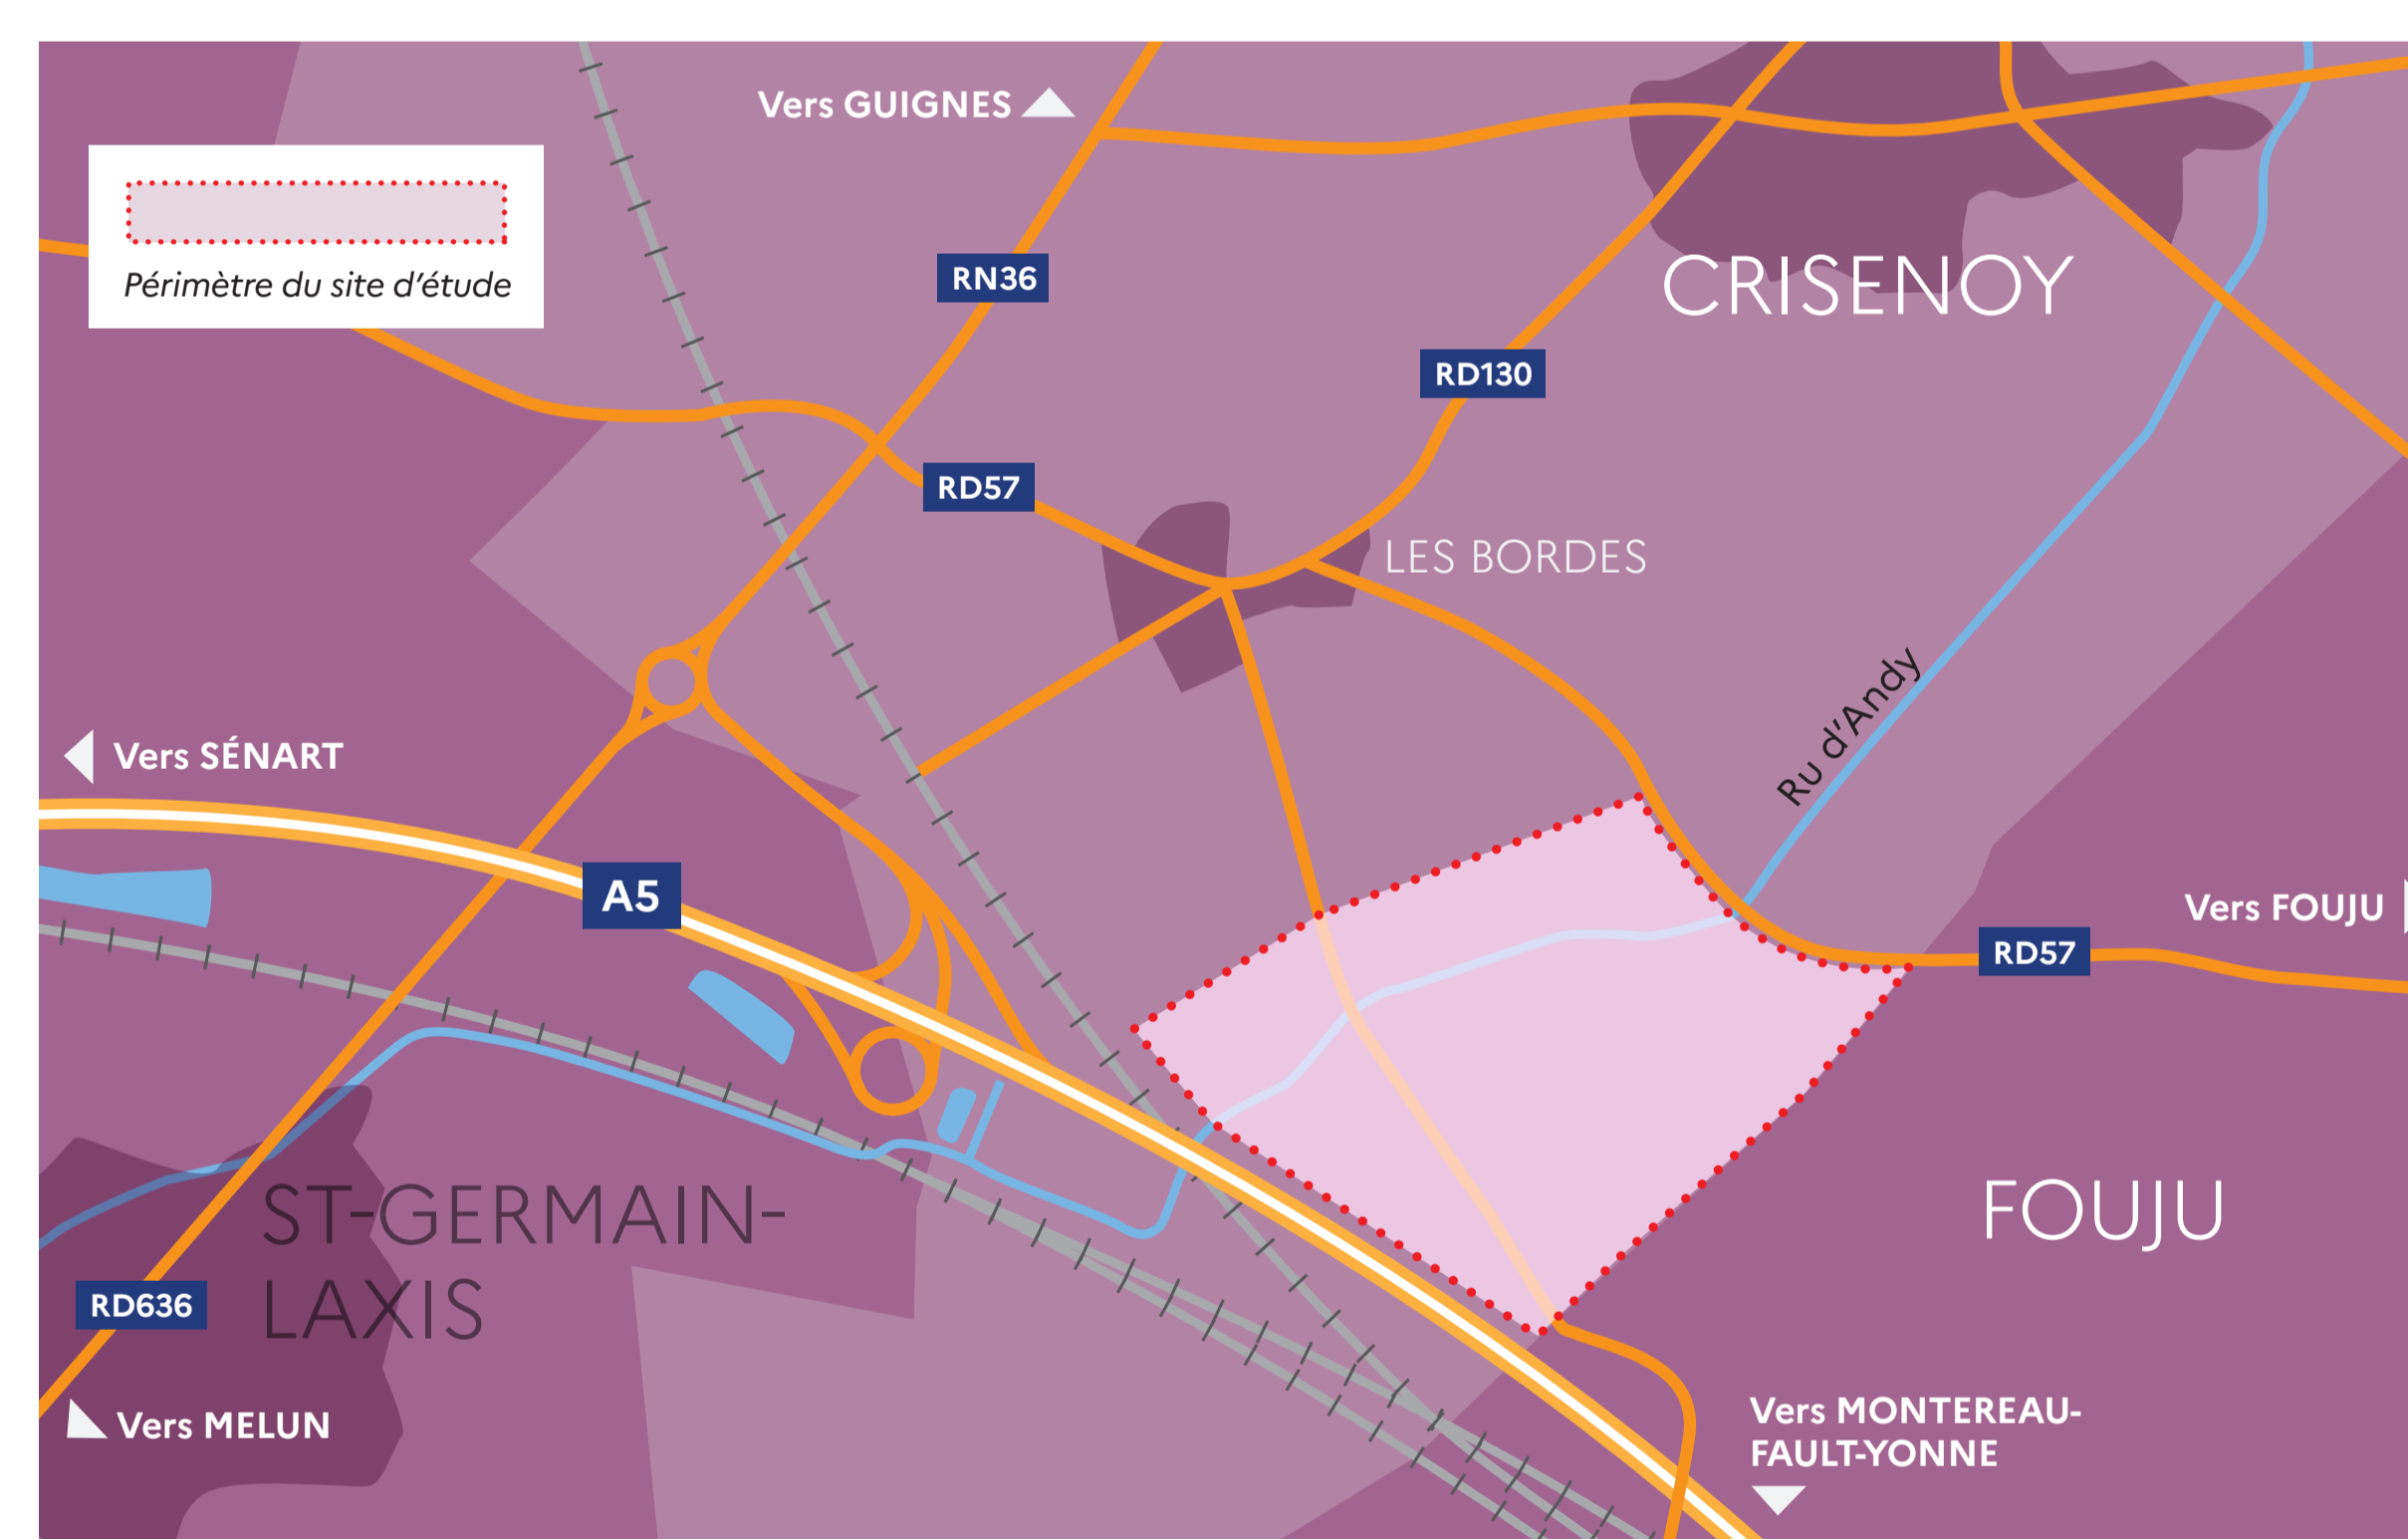 Vers GUIGNES
Périmètre du site d'étude
RN36
CRISENOY
RD130
RD57
LES BORDES
Ru d'Andy
Vers SÉNART
A5
Vers FOUJU
RD57
ST-GERMAIN-
LAXIS
FOUJU
RD636
Vers MELUN
Vers MONTEREAU-
FAULT-YONNE